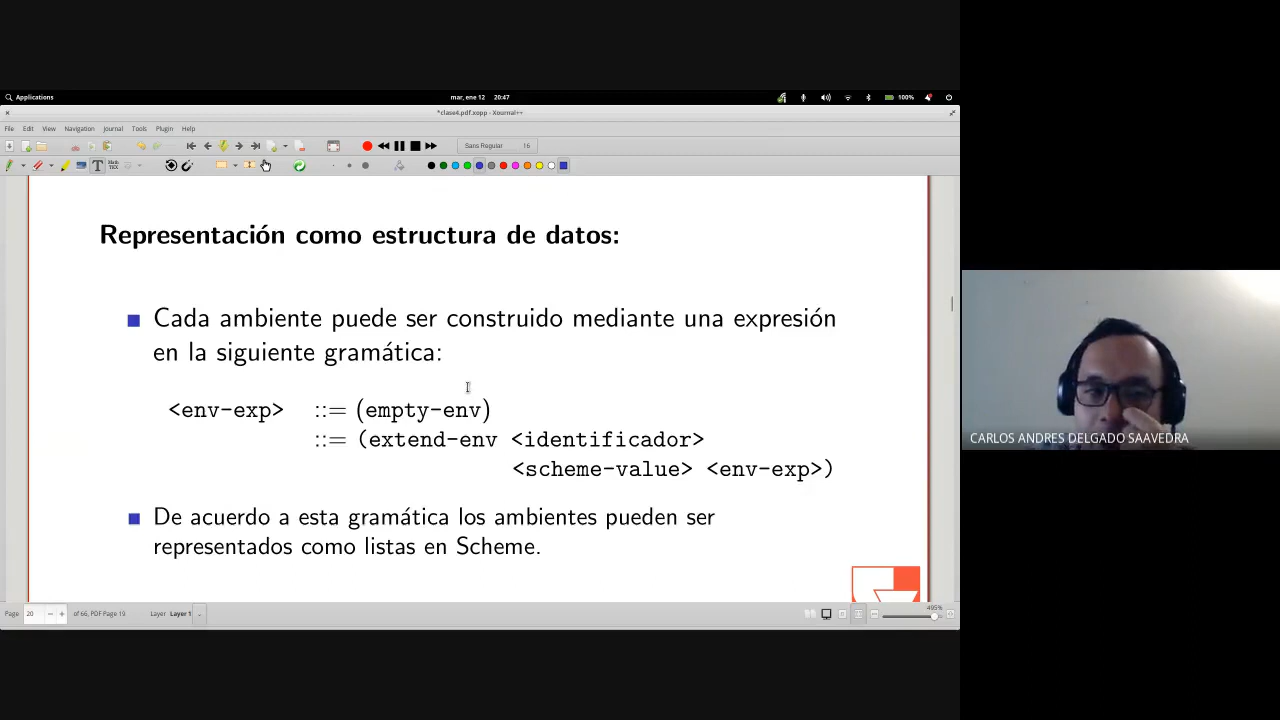 Applications
mar, ene 12 20:47
100%
*clase4.pdf.xopp - Xournal++
File Edit View Navigation Journal Tools Plugin Help
Sans Regular 16
Representación como estructura de datos:
Cada ambiente puede ser construido mediante una expresión
en la siguiente gramática:
<env-exp> ::= (empty-env)
::= (extend-env <identificador>
<scheme-value> <env-exp>)
De acuerdo a esta gramática los ambientes pueden ser
representados como listas en Scheme.
CARLOS ANDRES DELGADO SAAVEDRA
Page 20 of 66, PDF Page 19 Layer Layer 1
495%